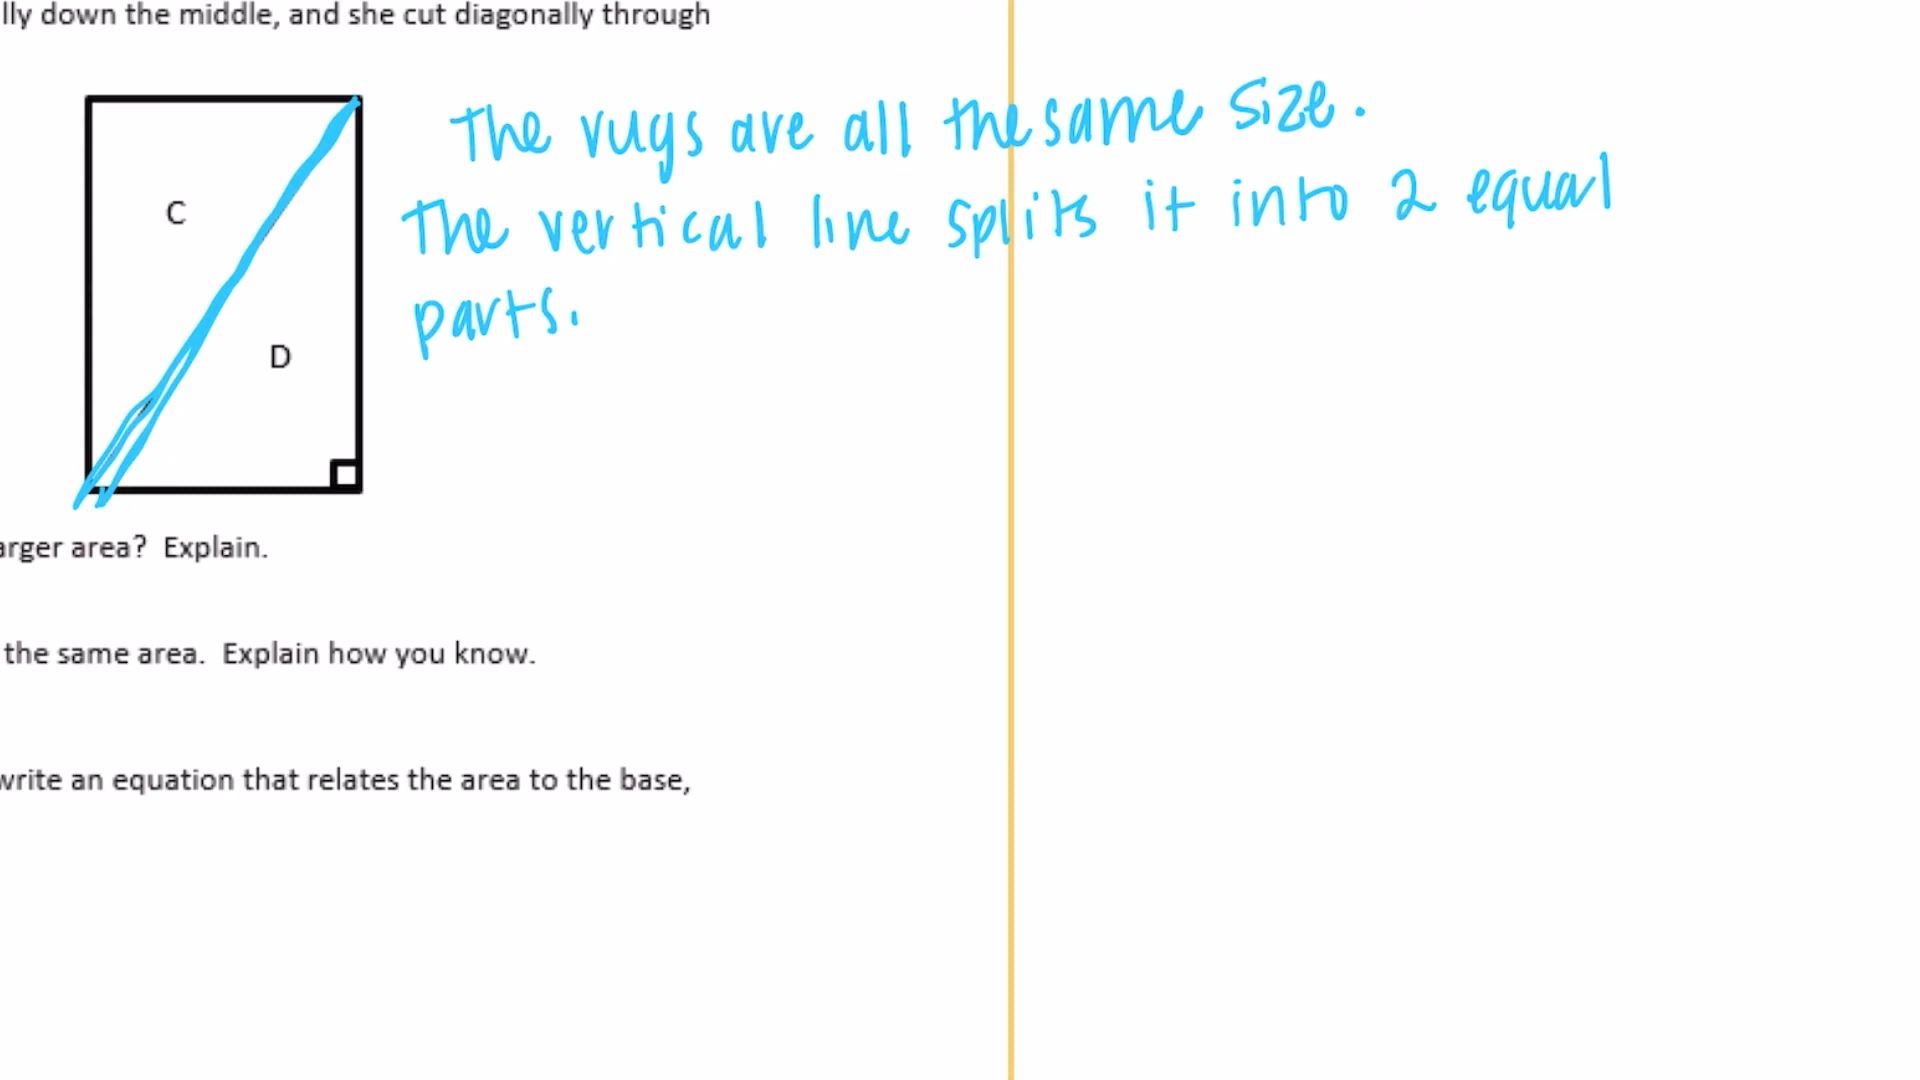 lly down the middle, and she cut diagonally through
The rugs are all the same size.
C
The vertical line splits it into 2 equal
parts.
D
arger area? Explain.
the same area. Explain how you know.
write an equation that relates the area to the base,